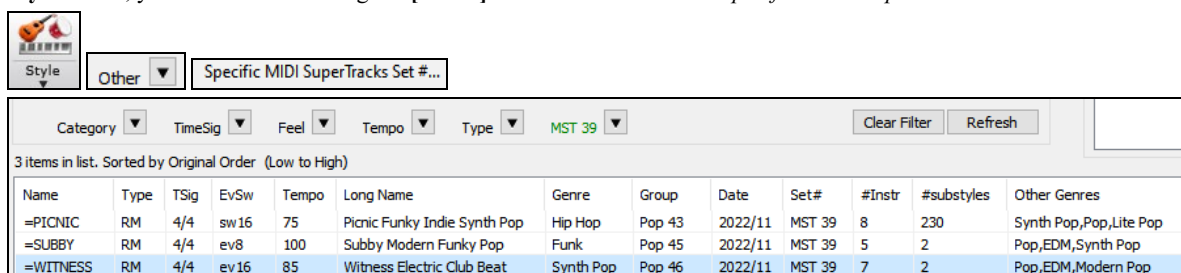 Style
Other
Specific MIDI SuperTracks Set #...
Category TimeSig Feel Tempo Type MST 39 Clear Filter Refresh
3 items in list. Sorted by Original Order (Low to High)
Name Type TSig EvSw Tempo Long Name Genre Group Date Set# #Instr #substyles Other Genres
=PICNIC RM 4/4 sw16 75 Picnic Funky Indie Synth Pop Hip Hop Pop 43 2022/11 MST 39 8 230 Synth Pop,Pop,Lite Pop
=SUBBY RM 4/4 ev8 100 Subby Modern Funky Pop Funk Pop 45 2022/11 MST 39 5 2 Pop,EDM,Synth Pop
=WITNESS RM 4/4 ev16 85 Witness Electric Club Beat Synth Pop Pop 46 2022/11 MST 39 7 2 Pop,EDM,Modern Pop